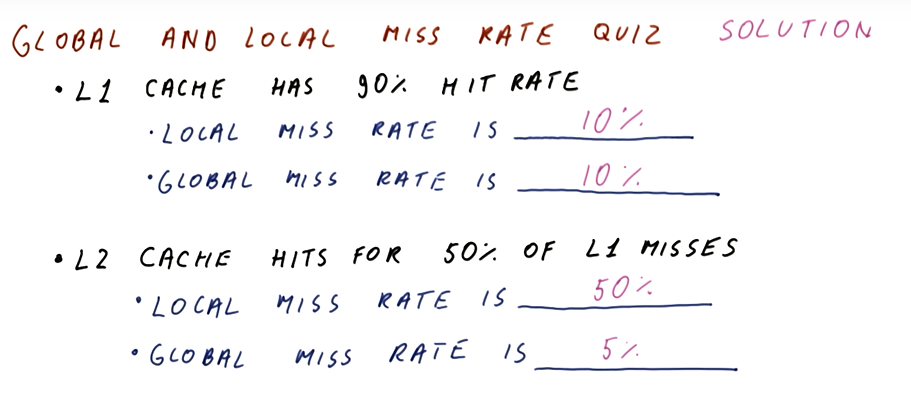 GLOBAL AND LOCAL MISS RATE QUIZ SOLUTION
• L1 CACHE HAS 90% HIT RATE
• LOCAL MISS RATE IS 10%
• GLOBAL MISS RATE IS 10%
• L2 CACHE HITS FOR 50% OF L1 MISSES
• LOCAL MISS RATE IS 50%
• GLOBAL MISS RATE IS 5%